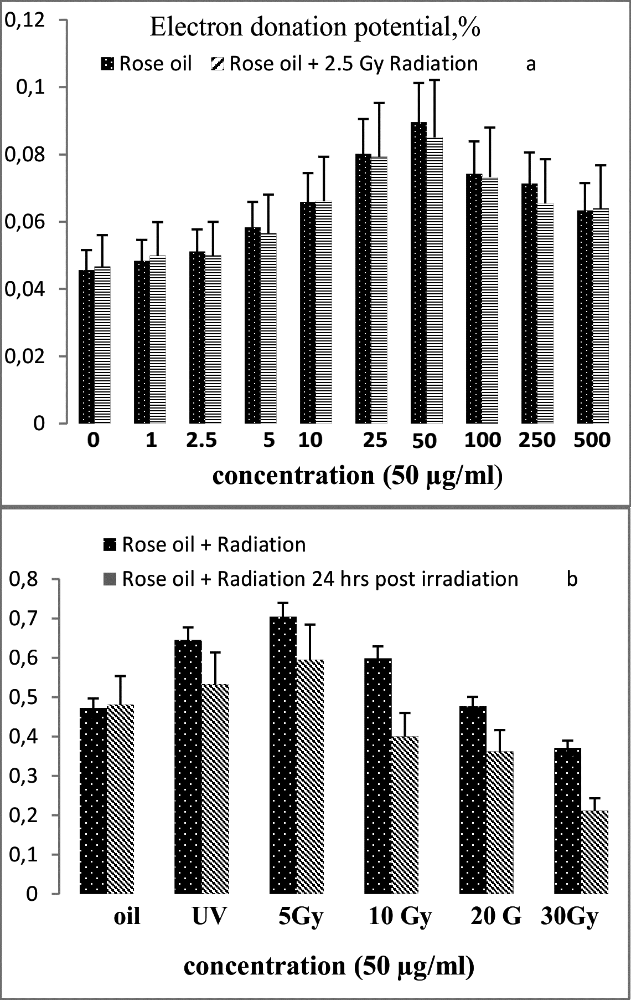 Electron donation potential,%
Rose oil Rose oil + 2.5 Gy Radiation a
0,12
0,1
0,08
0,06
0,04
0,02
0
0 1 2.5 5 10 25 50 100 250 500
concentration (50 µg/ml)
Rose oil + Radiation
Rose oil + Radiation 24 hrs post irradiation b
0,8
0,7
0,6
0,5
0,4
0,3
0,2
0,1
0
oil UV 5Gy 10 Gy 20 G 30Gy
concentration (50 µg/ml)